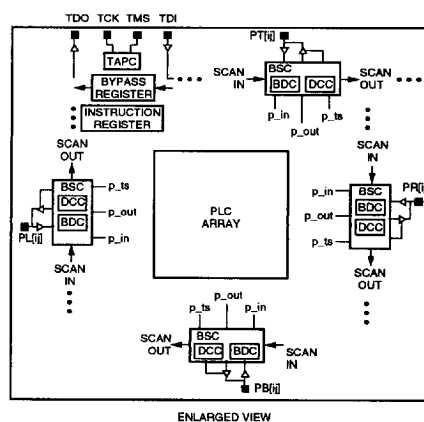 TDO TCK TMS TDI
TAPC
BYPASS
REGISTER
INSTRUCTION
REGISTER
PT[ij]
SCAN
IN
BSC
BDC DCC
SCAN
OUT
p_in
p_out
p_ts
SCAN
OUT
BSC
DCC
BDC
p_ts
p_out
p_in
PL[ij]
SCAN
IN
PLC
ARRAY
SCAN
IN
p_in
p_out
p_ts
BSC
BDC
DCC
PR[i
SCAN
OUT
p_out
p_ts
p_in
SCAN
OUT
BSC
DCC BDC
SCAN
IN
PB[ij]
ENLARGED VIEW